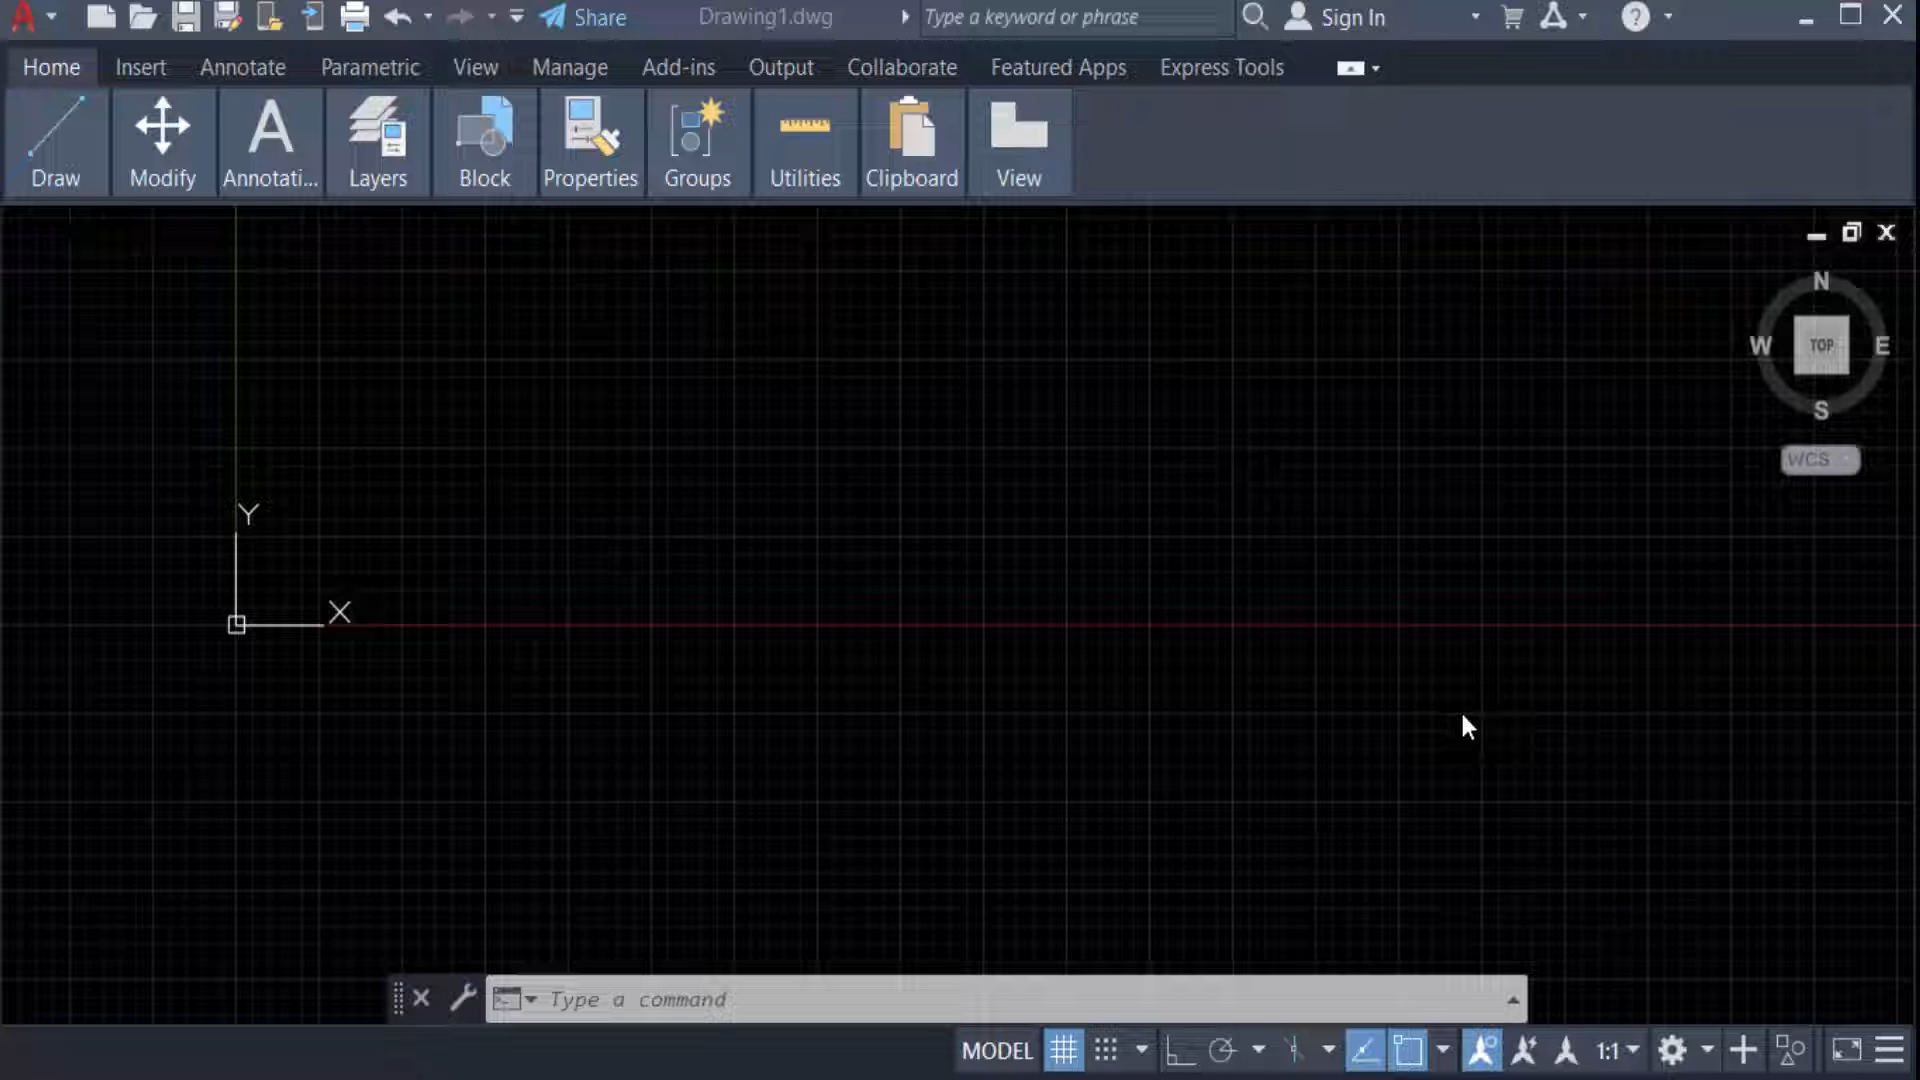 Share Drawing1.dwg Type a keyword or phrase Sign In
Home Insert Annotate Parametric View Manage Add-ins Output Collaborate Featured Apps Express Tools
Draw Modify Annotati... Layers Block Properties Groups Utilities Clipboard View
N
W TOP E
S
WCS
Y
X
Type a command
MODEL 1:1